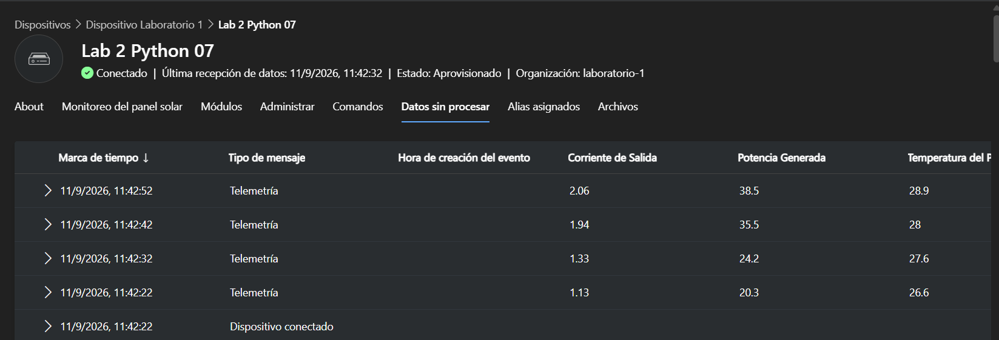 Dispositivos > Dispositivo Laboratorio 1 > Lab 2 Python 07
Lab 2 Python 07
Conectado | Última recepción de datos: 11/9/2026, 11:42:32 | Estado: Aprovisionado | Organización: laboratorio-1
About Monitoreo del panel solar Módulos Administrar Comandos Datos sin procesar Alias asignados Archivos
Marca de tiempo ↓ Tipo de mensaje Hora de creación del evento Corriente de Salida Potencia Generada Temperatura del P
11/9/2026, 11:42:52 Telemetría 2.06 38.5 28.9
11/9/2026, 11:42:42 Telemetría 1.94 35.5 28
11/9/2026, 11:42:32 Telemetría 1.33 24.2 27.6
11/9/2026, 11:42:22 Telemetría 1.13 20.3 26.6
11/9/2026, 11:42:22 Dispositivo conectado